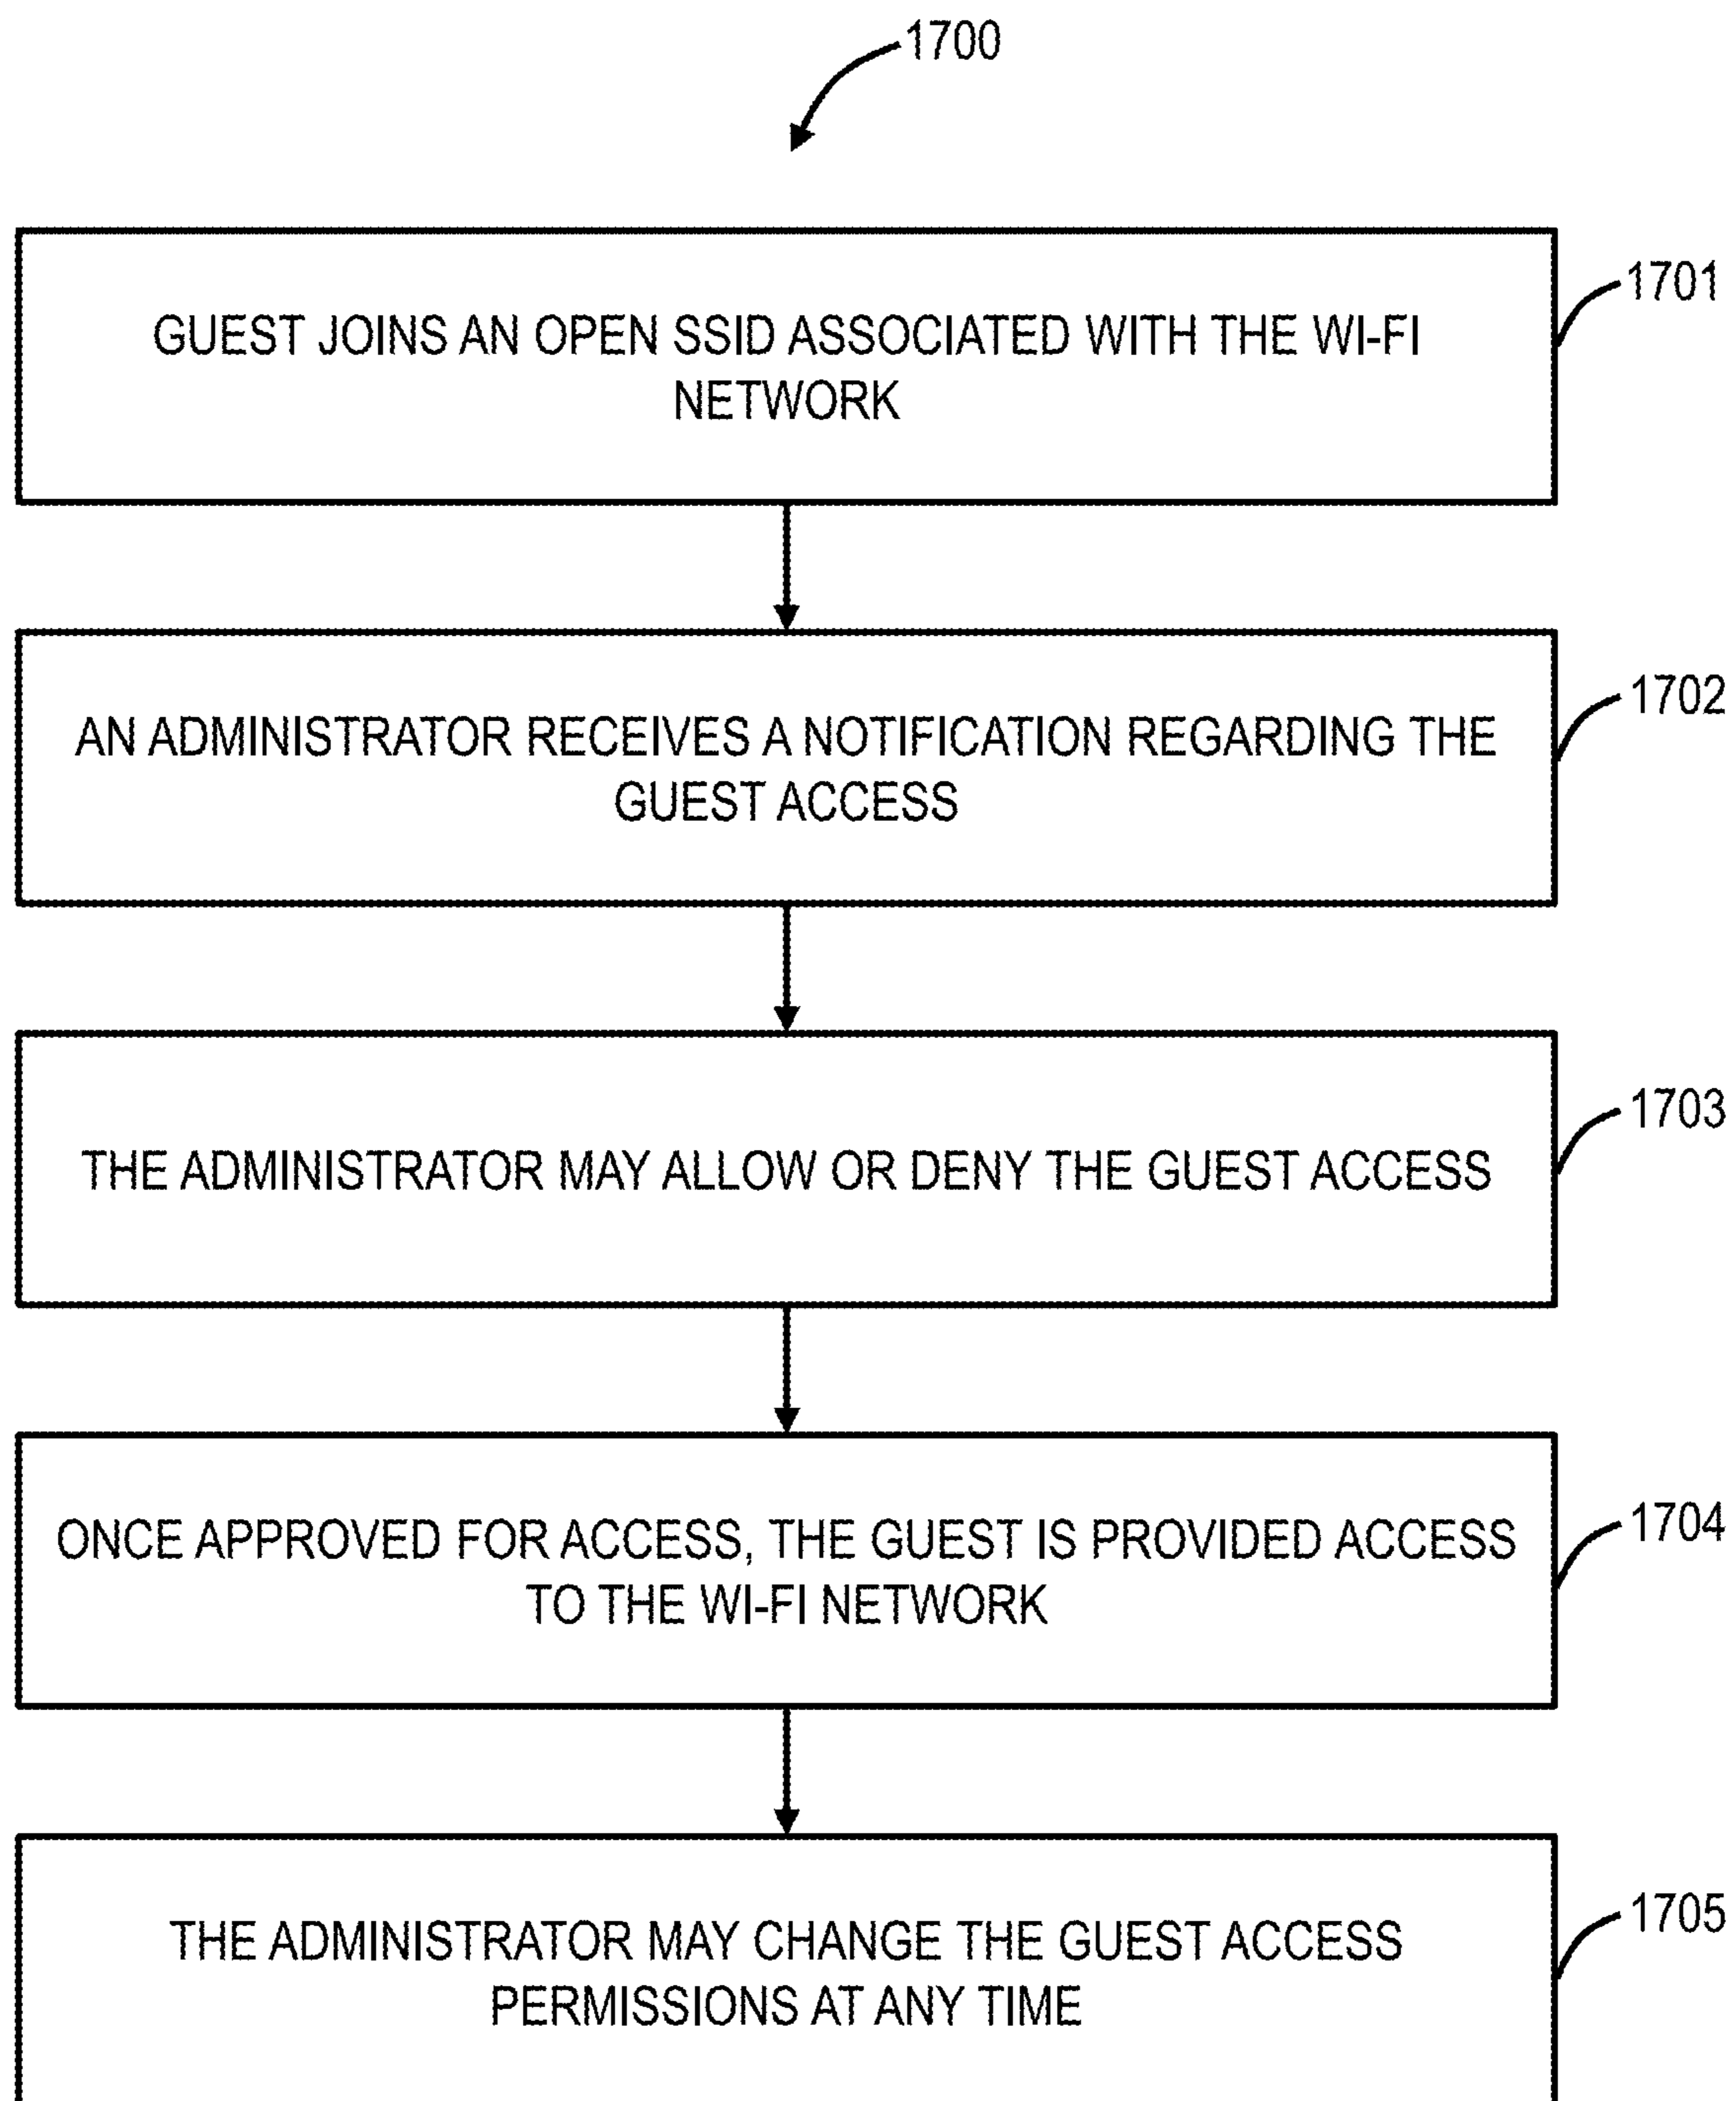 1700
GUEST JOINS AN OPEN SSID ASSOCIATED WITH THE WI-FI
NETWORK
1701
AN ADMINISTRATOR RECEIVES A NOTIFICATION REGARDING THE
GUEST ACCESS
1702
THE ADMINISTRATOR MAY ALLOW OR DENY THE GUEST ACCESS
1703
ONCE APPROVED FOR ACCESS, THE GUEST IS PROVIDED ACCESS
TO THE WI-FI NETWORK
1704
THE ADMINISTRATOR MAY CHANGE THE GUEST ACCESS
PERMISSIONS AT ANY TIME
1705